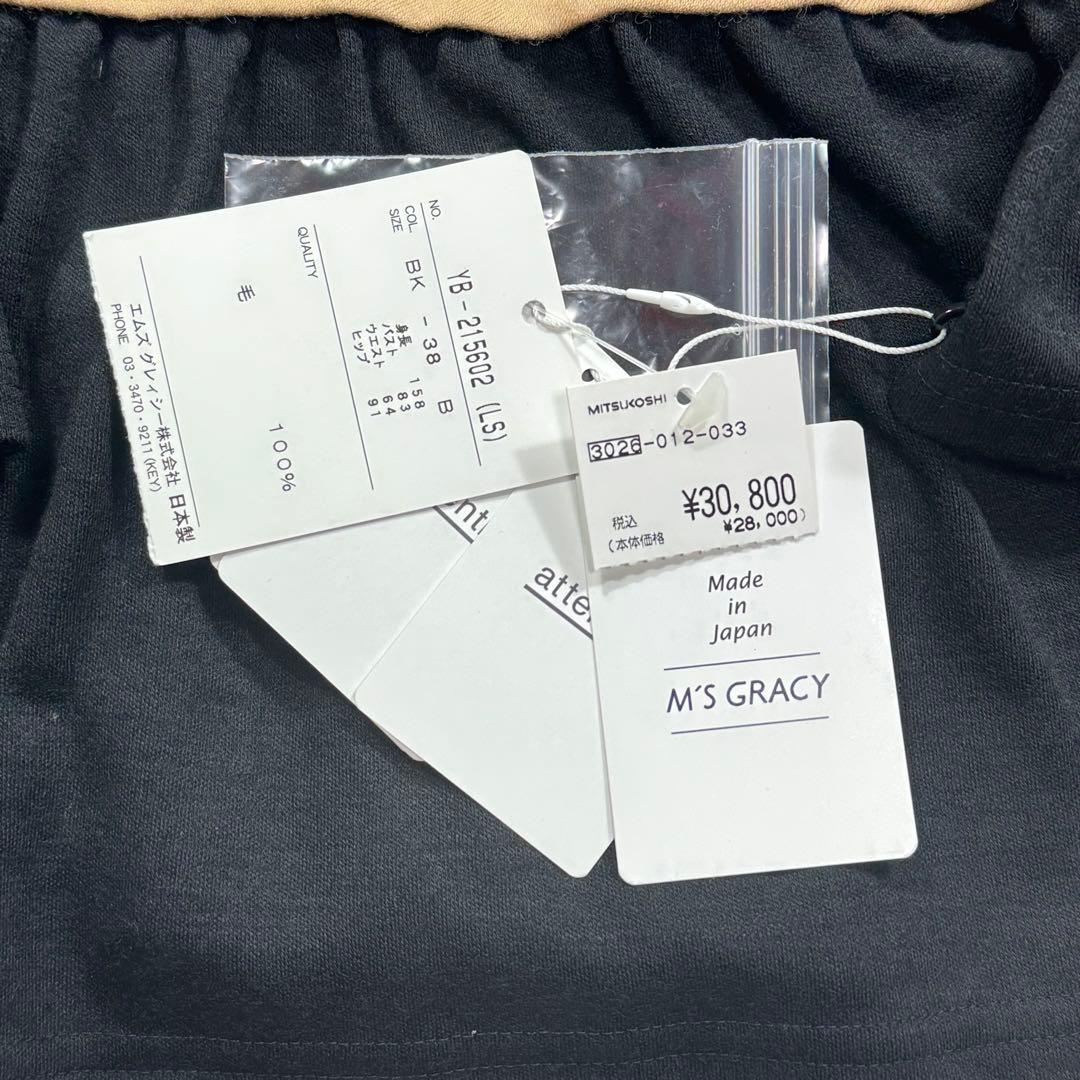 NO. YB-215602 (LS)
COL. BK
SIZE -38 B
身長 158
バスト 83
ウエスト 64
ヒップ 91
QUALITY
毛 100%
エムズ グレイシー株式会社 日本製
PHONE 03・3470・9211 (KEY)
MITSUKOSHI
3026-012-033
¥30,800
税込
(本体価格 ¥28,000)
Made
in
Japan
M'S GRACY